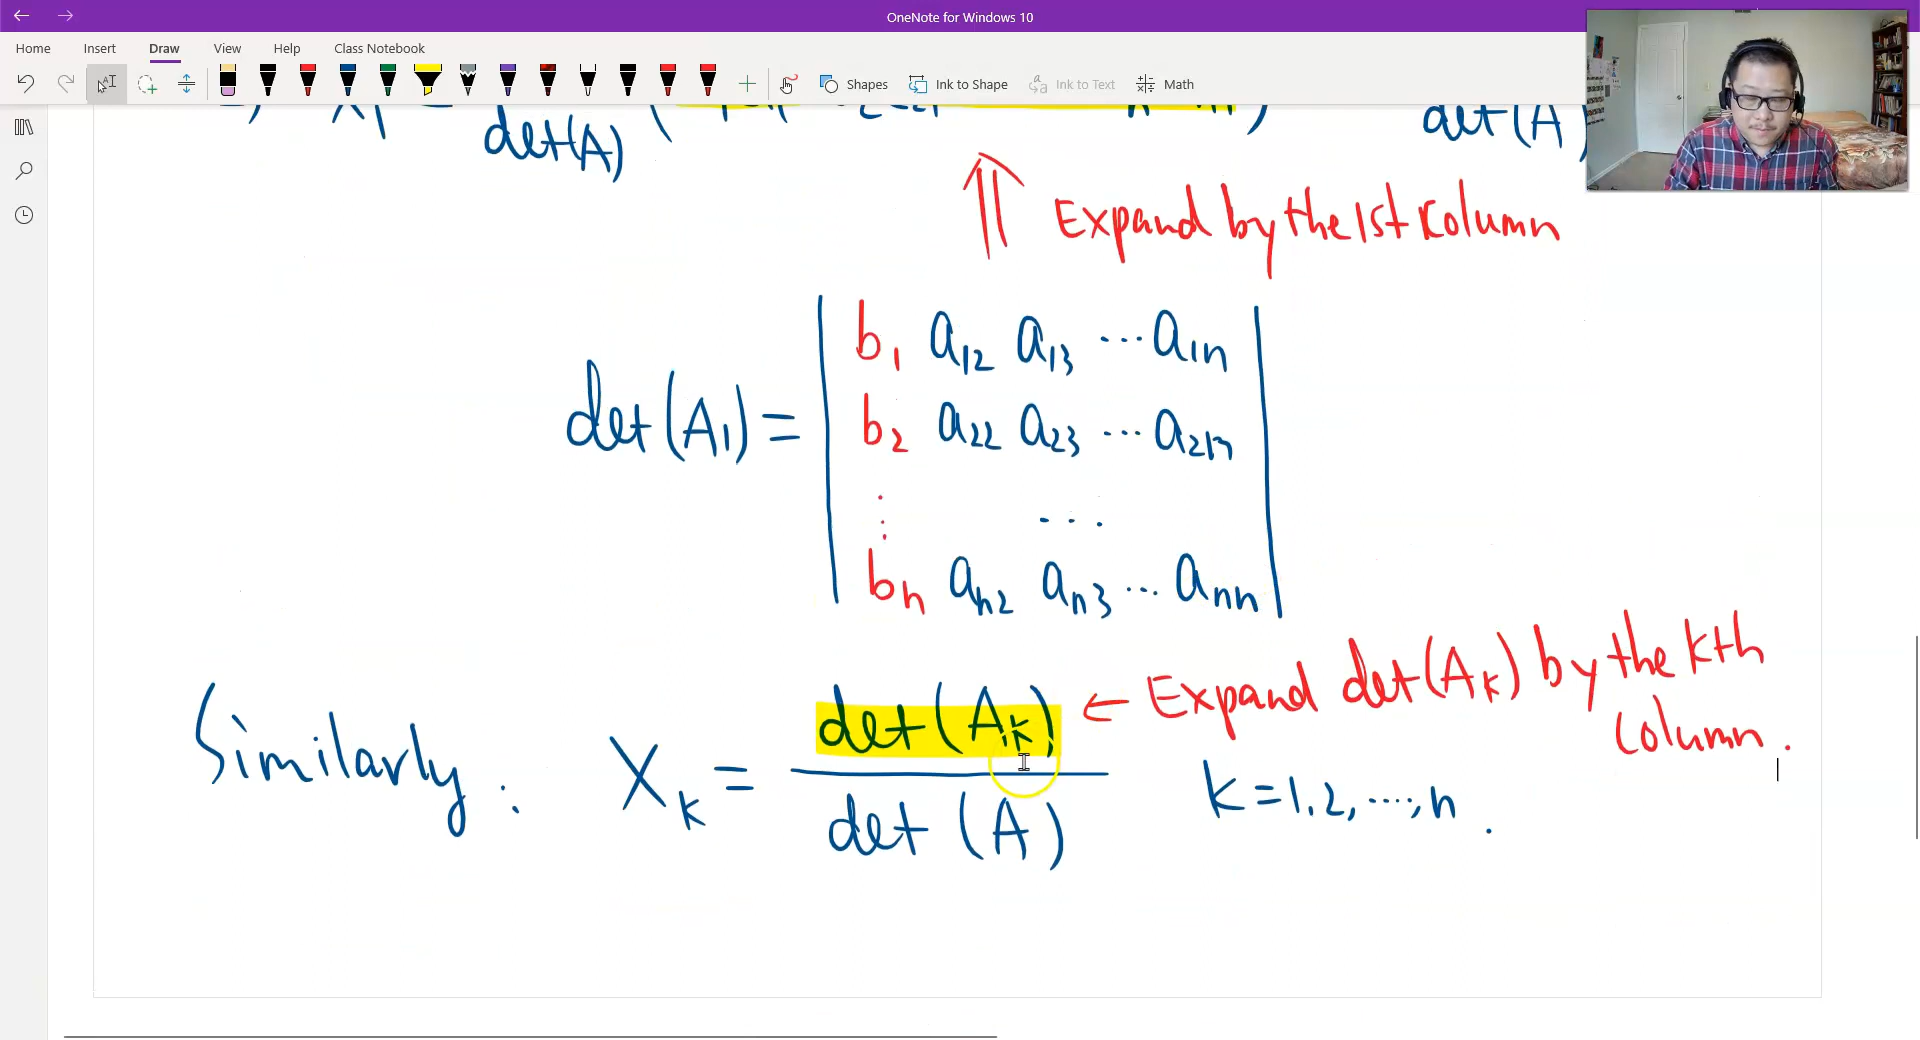 OneNote for Windows 10
Home Insert Draw View Help Class Notebook
Shapes Ink to Shape Ink to Text Math
det(A) det(A)
Expand by the 1st Column
b1 a12 a13 ... a1n
det(A1) = b2 a22 a23 ... a2n
⋮ ...
bn an2 an3 ... ann
Similarly: Xk = det(Ak) / det(A) ← Expand det(Ak) by the kth
column.
k=1,2,...,n.